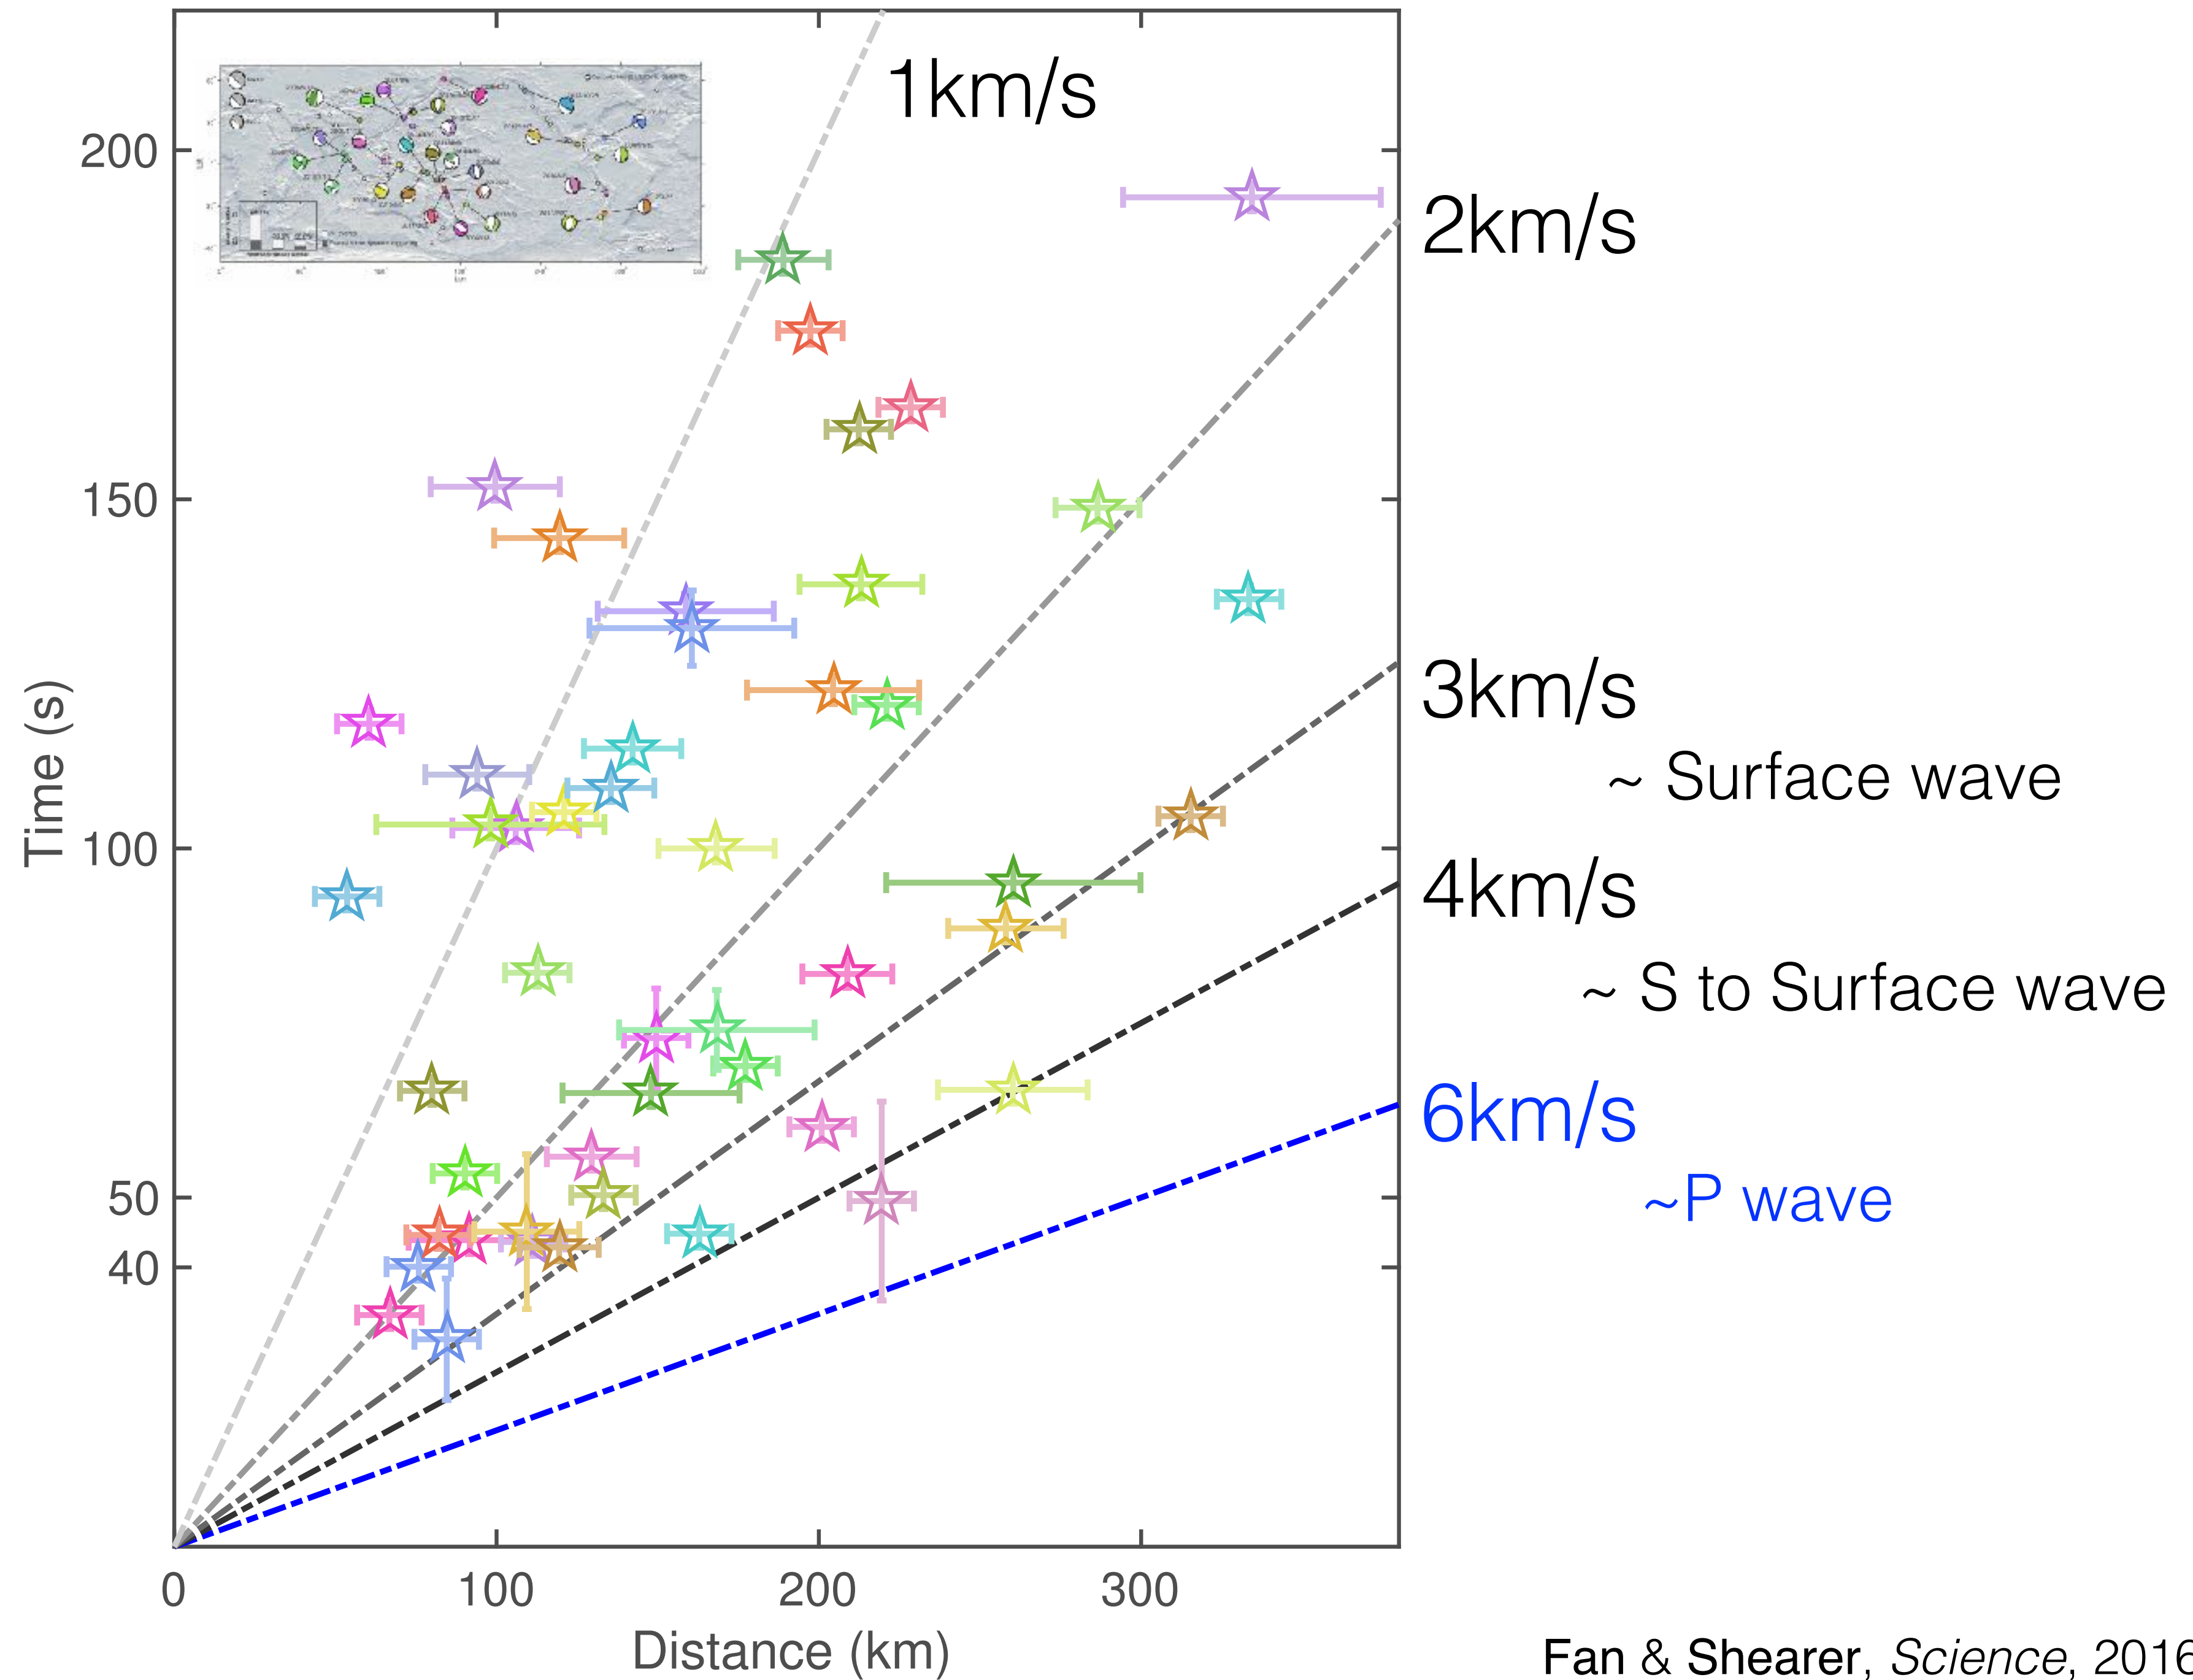 1km/s
200
2km/s
150
3km/s
~ Surface wave
Time (s)
100
4km/s
~ S to Surface wave
6km/s
~P wave
50
40
0 100 200 300
Distance (km)
Fan & Shearer, Science, 2016